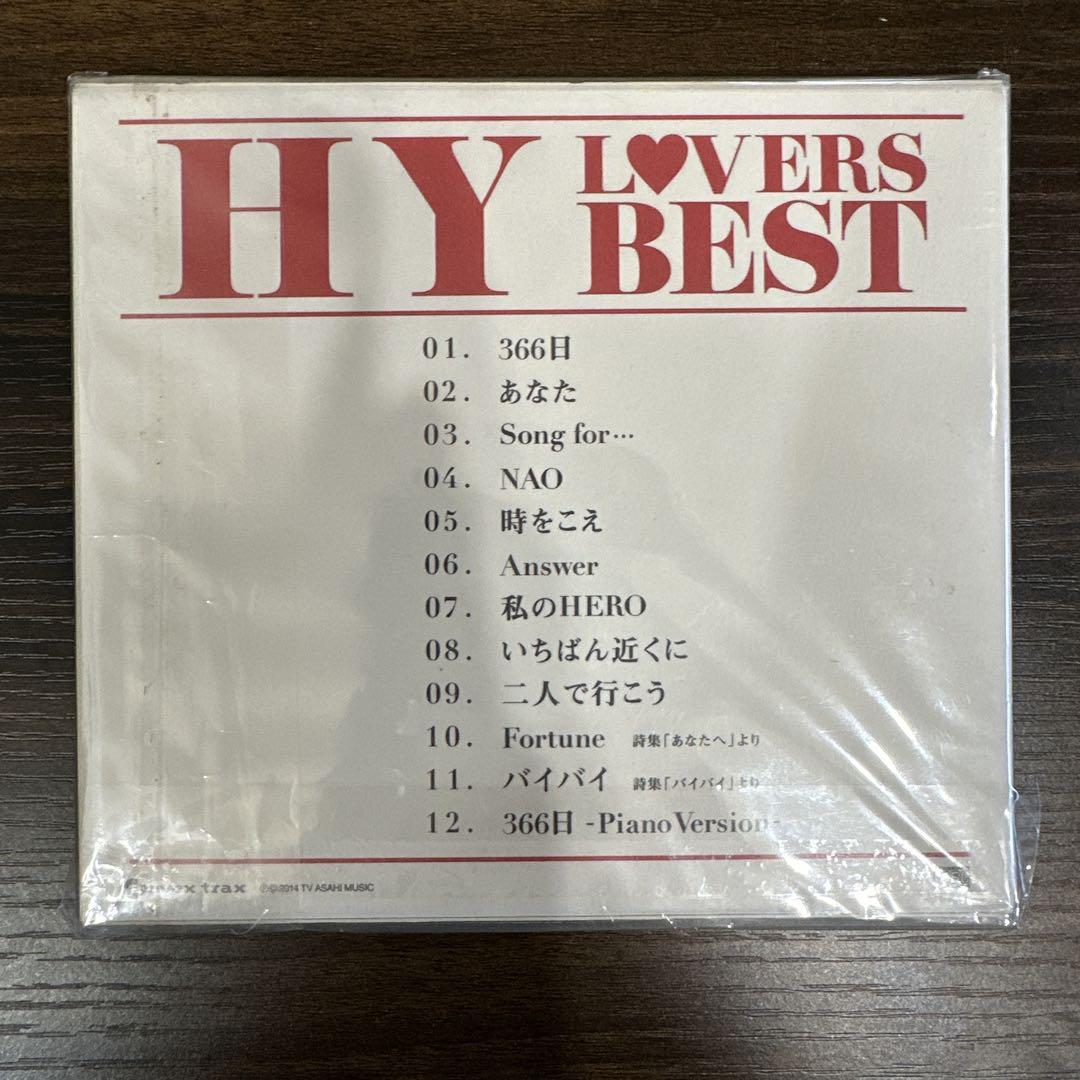 HY LOVERS BEST
01. 366日
02. あなた
03. Song for…
04. NAO
05. 時をこえ
06. Answer
07. 私のHERO
08. いちばん近くに
09. 二人で行こう
10. Fortune 詩集「あなたへ」より
11. バイバイ 詩集「バイバイ」より
12. 366日 -Piano Version-
trax ℗©2014 TV ASAHI MUSIC